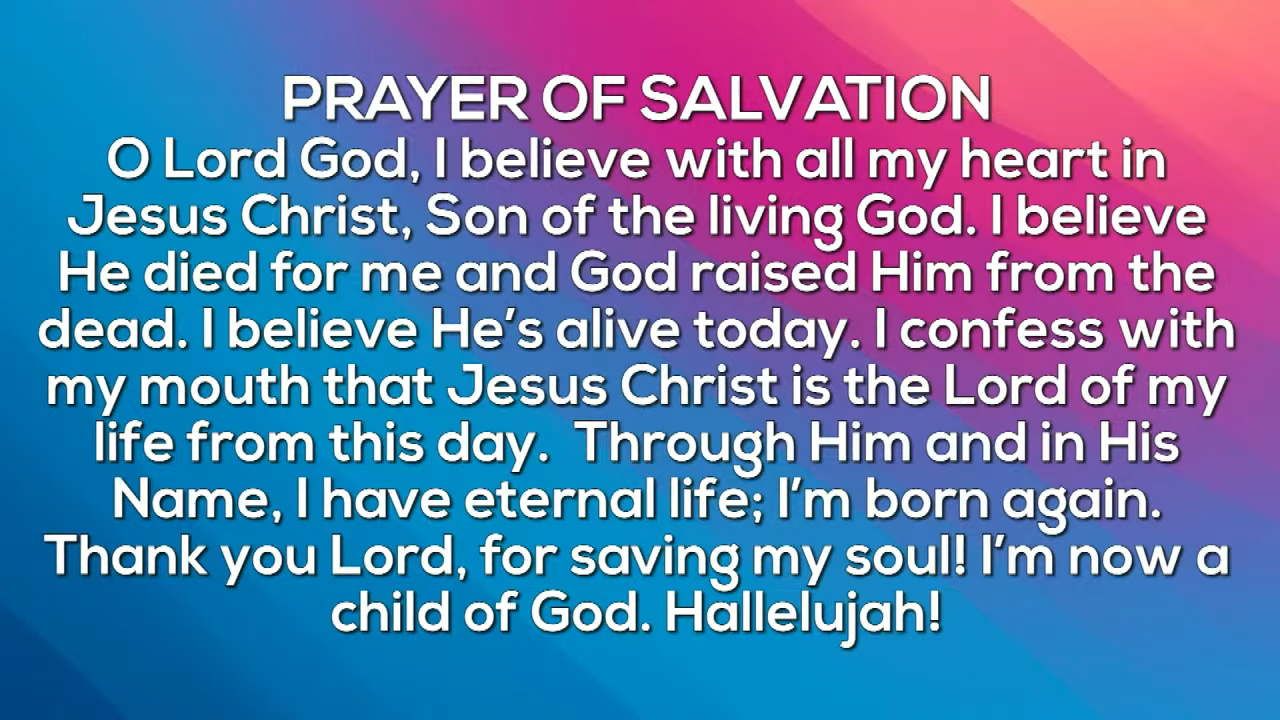 PRAYER OF SALVATION
O Lord God, I believe with all my heart in
Jesus Christ, Son of the living God. I believe
He died for me and God raised Him from the
dead. I believe He’s alive today. I confess with
my mouth that Jesus Christ is the Lord of my
life from this day.  Through Him and in His
Name, I have eternal life; I’m born again.
Thank you Lord, for saving my soul! I’m now a
child of God. Hallelujah!